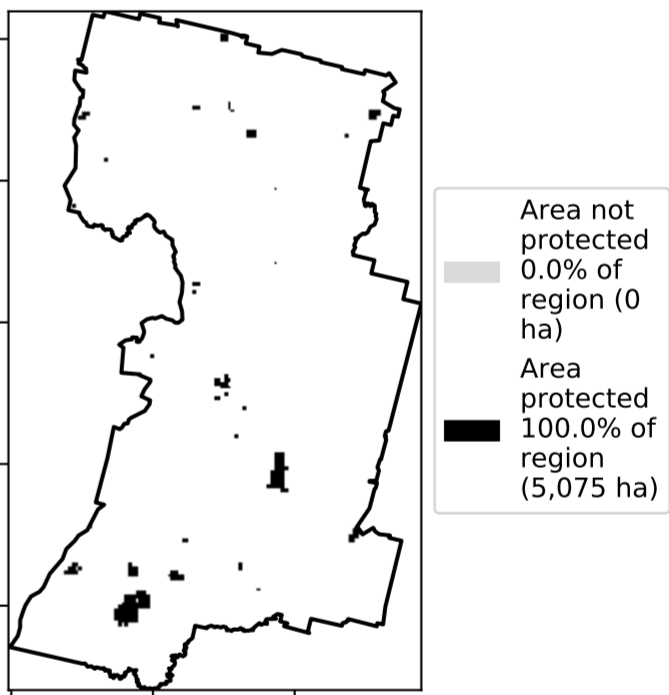 Area not
protected
0.0% of
region (0
ha)
Area
protected
100.0% of
region
(5,075 ha)